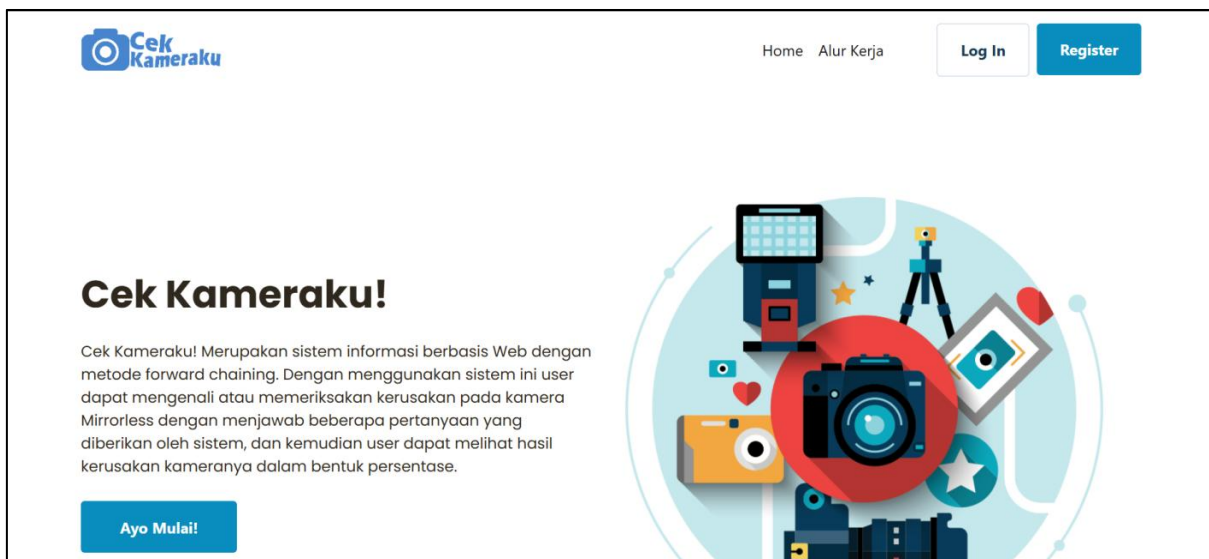 Cek
Kameraku
Home Alur Kerja Log In Register
Cek Kameraku!
Cek Kameraku! Merupakan sistem informasi berbasis Web dengan
metode forward chaining. Dengan menggunakan sistem ini user
dapat mengenali atau memeriksakan kerusakan pada kamera
Mirrorless dengan menjawab beberapa pertanyaan yang
diberikan oleh sistem, dan kemudian user dapat melihat hasil
kerusakan kameranya dalam bentuk persentase.
Ayo Mulai!